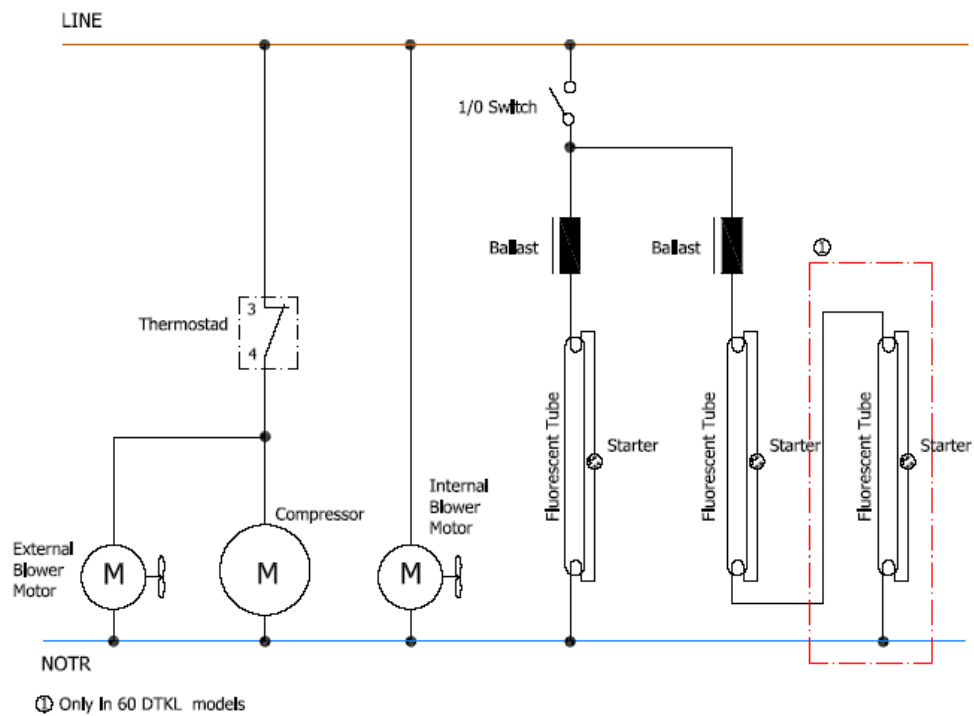 LINE
1/0 Switch
Ballast
Ballast
①
3
Thermostad
4
Fluorescent Tube
Starter
Fluorescent Tube
Starter
Fluorescent Tube
Starter
Internal
Blower
Motor
Compressor
External
Blower
Motor
M
M
M
NOTR
① Only In 60 DTKL models